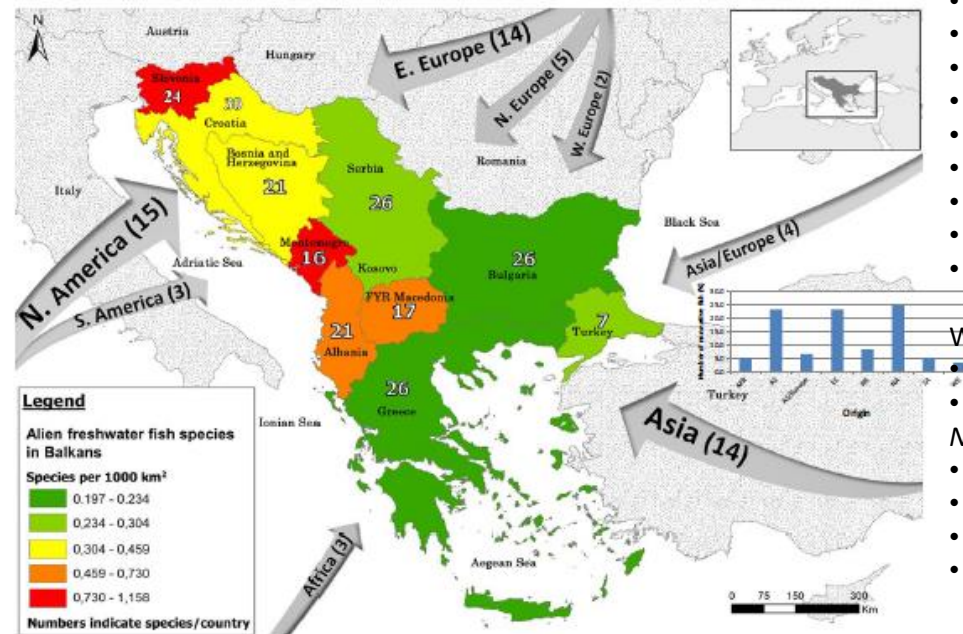 N
Austria
Hungary
E. Europe (14)
N. Europe (5)
W. Europe (2)
Slovenia
24
30
Croatia
Bosnia and
Herzegovina
21
Serbia
26
Romania
Italy
N. America (15)
S. America (3)
Adriatic Sea
Montenegro
16
Kosovo
26
Bulgaria
Black Sea
Asia/Europe (4)
FYR Macedonia
17
21
Albania
7
Turkey
Origin
Turkey
26
Greece
Ionian Sea
Asia (14)
Aegean Sea
Africa (3)
Legend
Alien freshwater fish species
in Balkans
Species per 1000 km²
0.197 - 0.234
0,234 - 0,304
0,304 - 0,459
0,459 - 0,730
0,730 - 1,158
Numbers indicate species/country
0 75 150 300
Km